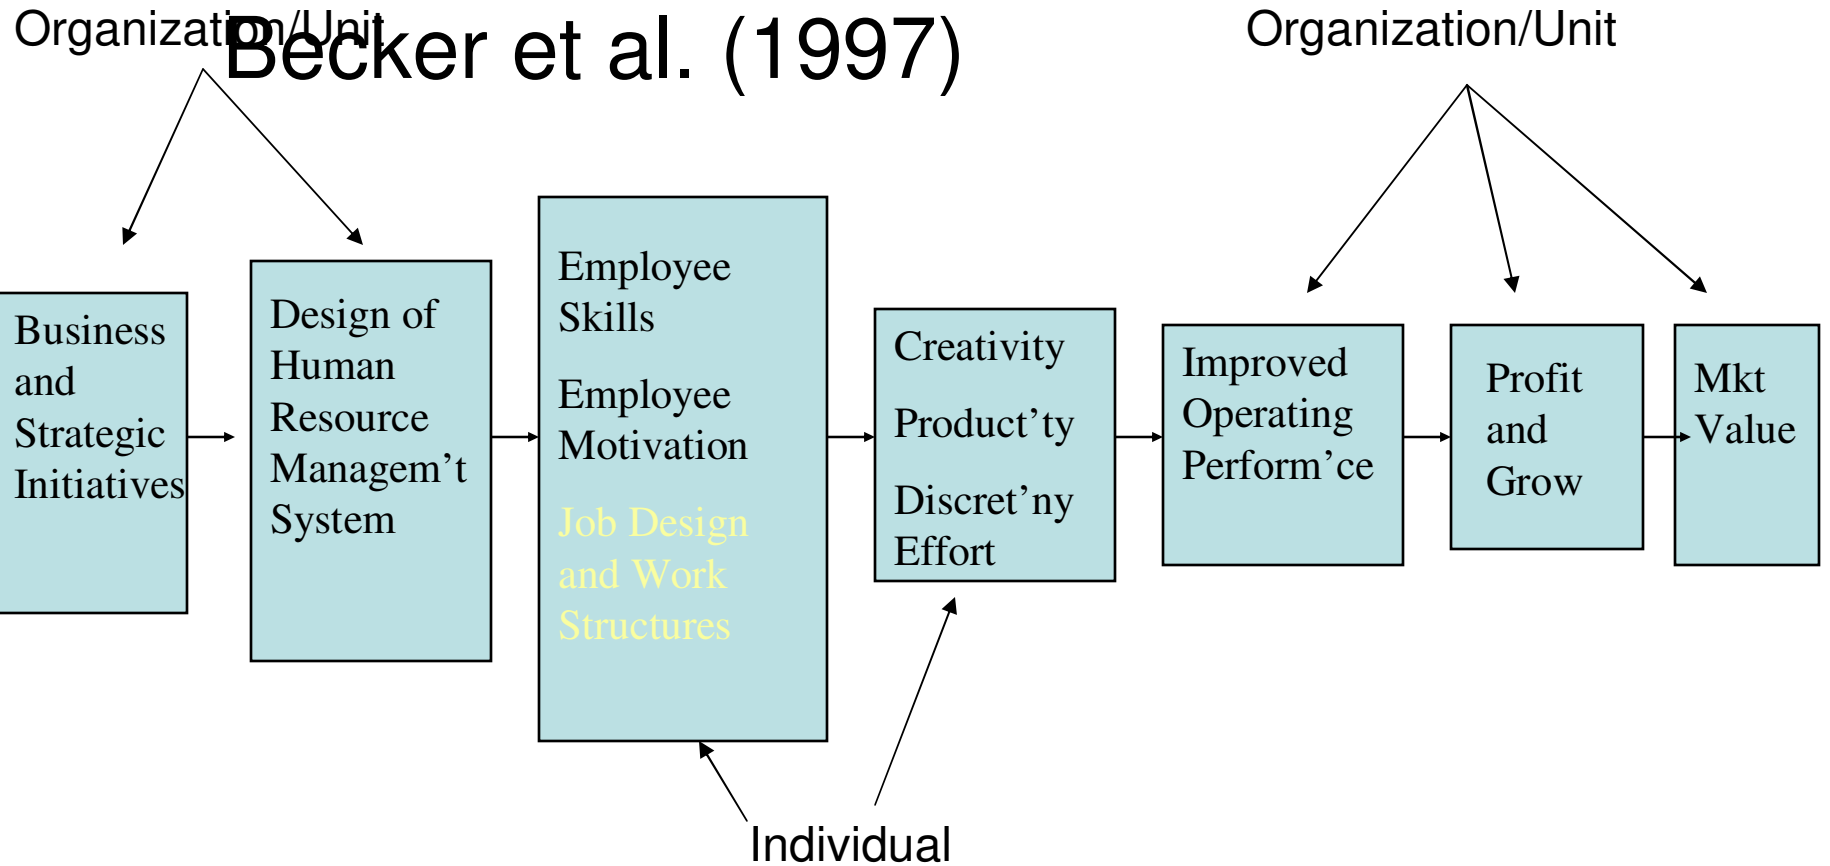 Organization/Unit
Becker et al. (1997)
Organization/Unit
Business
and
Strategic
Initiatives
Design of
Human
Resource
Managem’t
System
Employee
Skills
Employee
Motivation
Job Design
and Work
Structures
Creativity
Product’ty
Discret’ny
Effort
Improved
Operating
Perform’ce
Profit
and
Grow
Mkt
Value
Individual